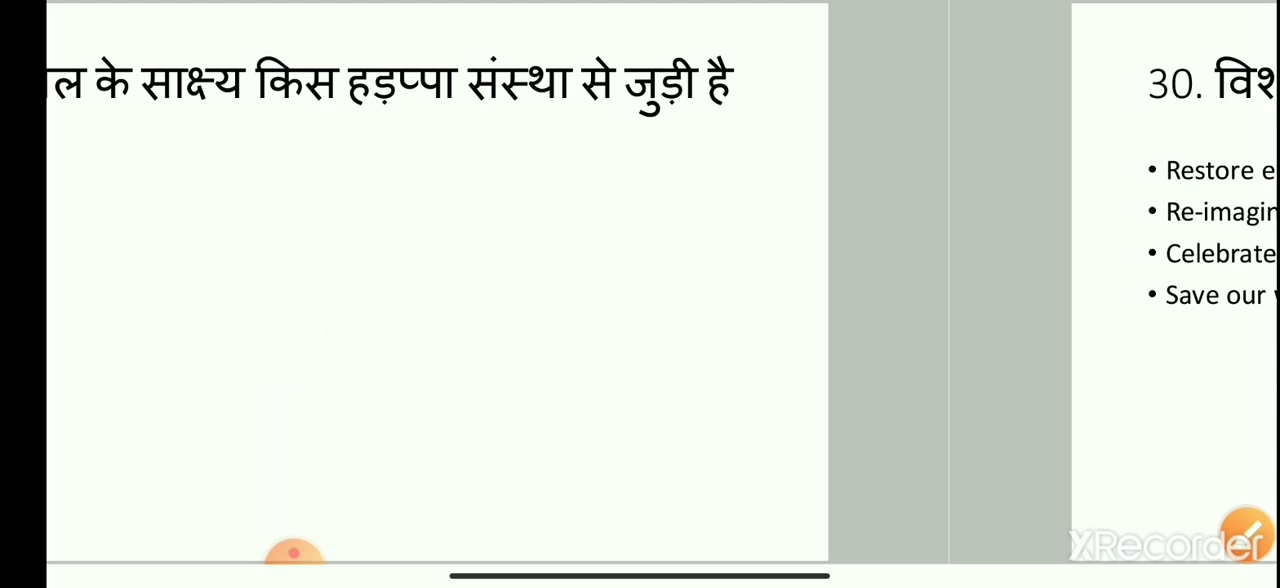 के साक्ष्य किस हड़प्पा संस्था से जुड़ी है
30.
• Restore
• Re-imagin
• Celebrate
• Save our
XRecorder